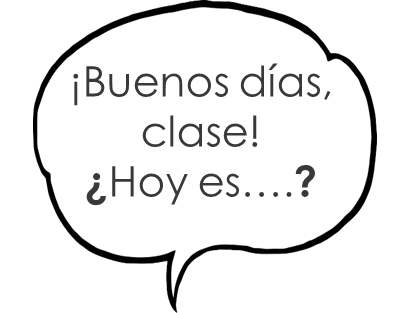 ¡Buenos días,
clase!
¿Hoy es....?